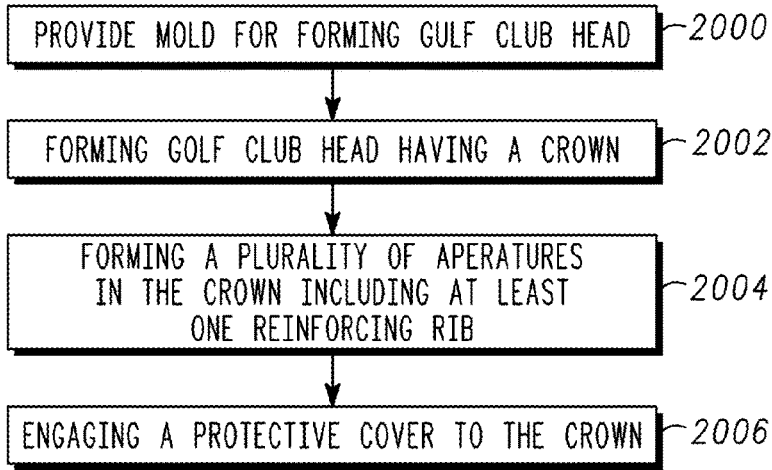 PROVIDE MOLD FOR FORMING GULF CLUB HEAD 2000
FORMING GOLF CLUB HEAD HAVING A CROWN 2002
FORMING A PLURALITY OF APERATURES
IN THE CROWN INCLUDING AT LEAST 2004
ONE REINFORCING RIB
ENGAGING A PROTECTIVE COVER TO THE CROWN 2006